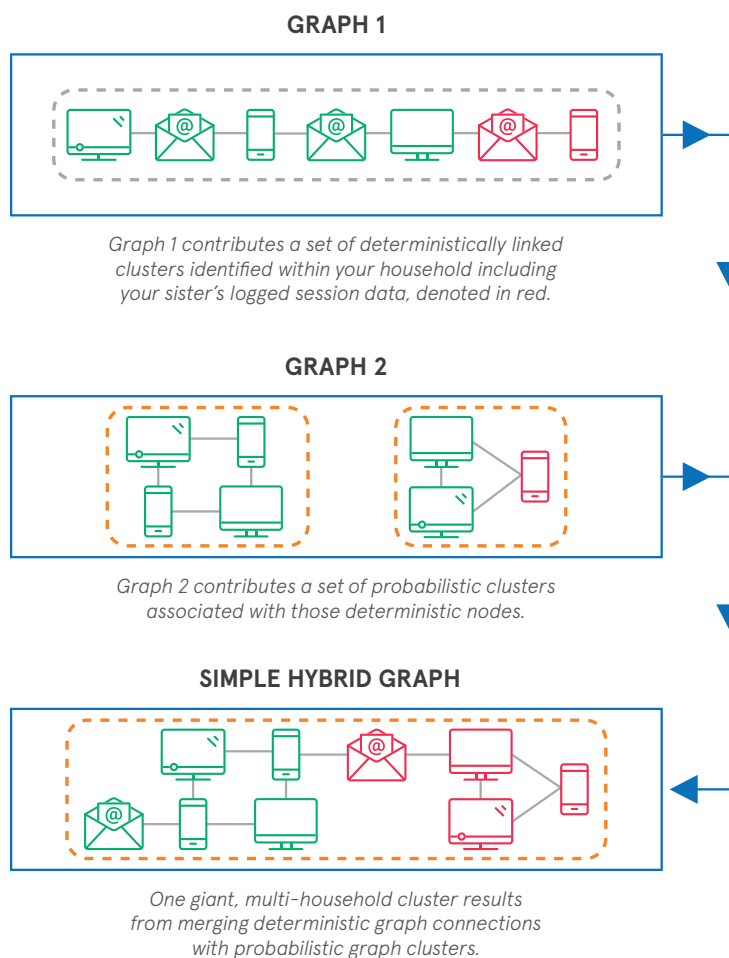 GRAPH 1
@
@
@
Graph 1 contributes a set of deterministically linked
clusters identified within your household including
your sister’s logged session data, denoted in red.
GRAPH 2
Graph 2 contributes a set of probabilistic clusters
associated with those deterministic nodes.
SIMPLE HYBRID GRAPH
@
@
One giant, multi-household cluster results
from merging deterministic graph connections
with probabilistic graph clusters.